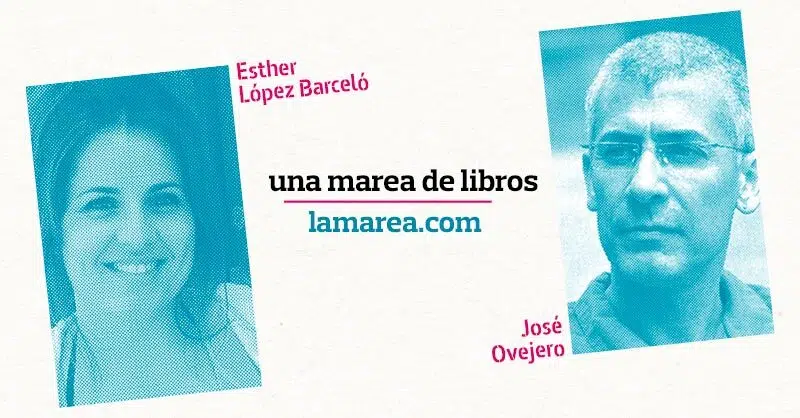 Esther
López Barceló
una marea de libros
lamarea.com
José
Ovejero